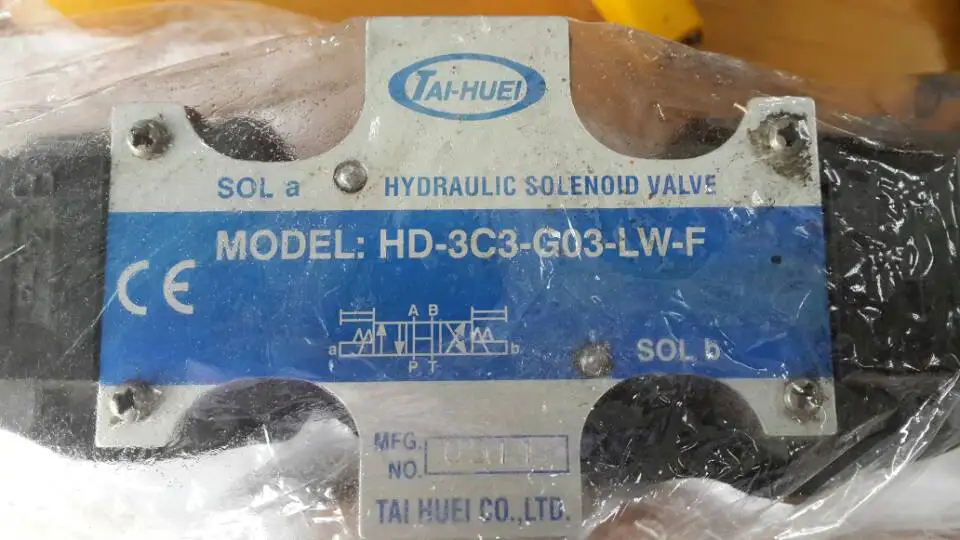 TAI-HUEI
SOL a HYDRAULIC SOLENOID VALVE
MODEL: HD-3C3-G03-LW-F
CE
A B
a b
P T
SOL b
MFG.
NO.
TAI HUEI CO.,LTD.